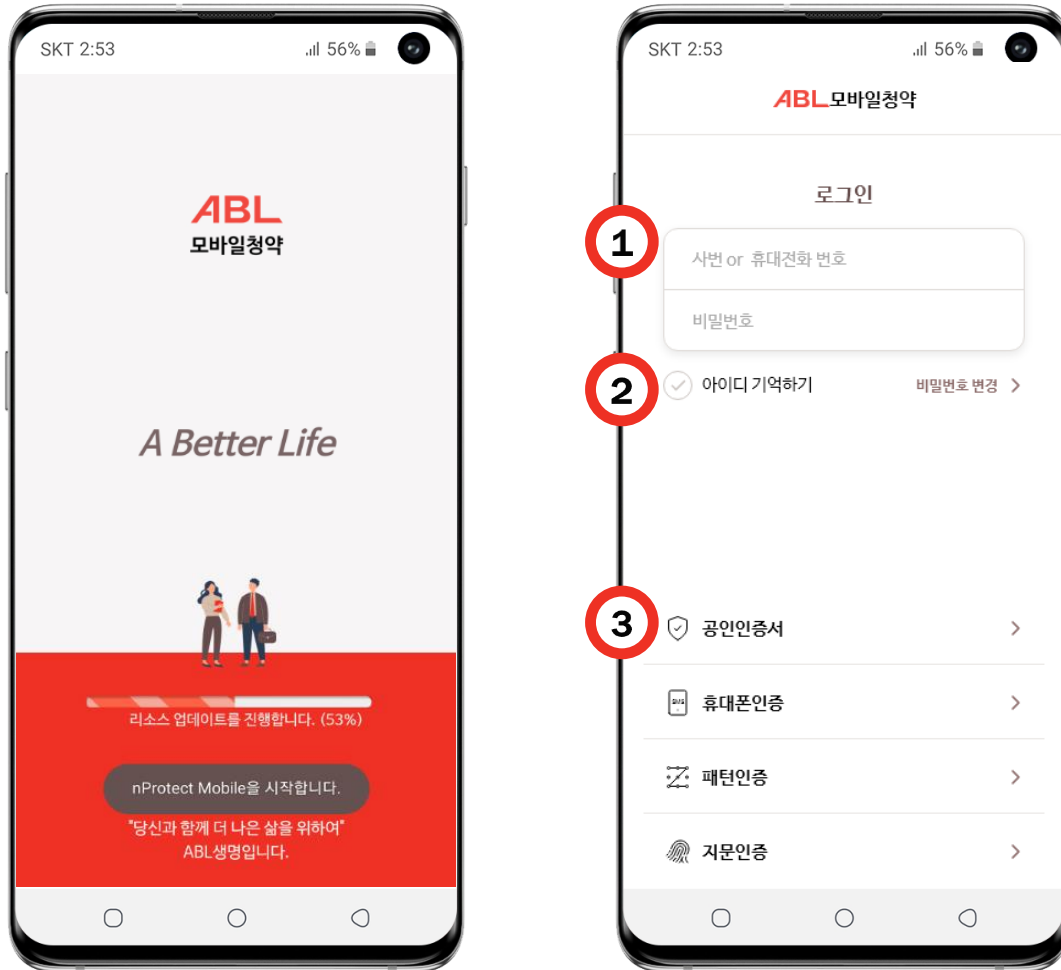 SKT 2:53
56%
ABL
모바일청약
A Better Life
리소스 업데이트를 진행합니다. (53%)
nProtect Mobile을 시작합니다.
"당신과 함께 더 나은 삶을 위하여"
ABL생명입니다.
SKT 2:53
56%
ABL모바일청약
로그인
1
사번 or 휴대전화 번호
비밀번호
2
아이디 기억하기
비밀번호 변경
3
공인인증서
SMS
휴대폰인증
패턴인증
지문인증